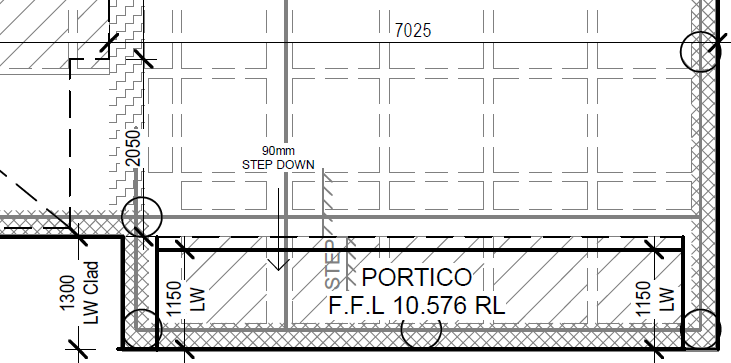 7025
2050
90mm
STEP DOWN
STEP
1300
LW Clad
1150
LW
PORTICO
F.F.L 10.576 RL
1150
LW